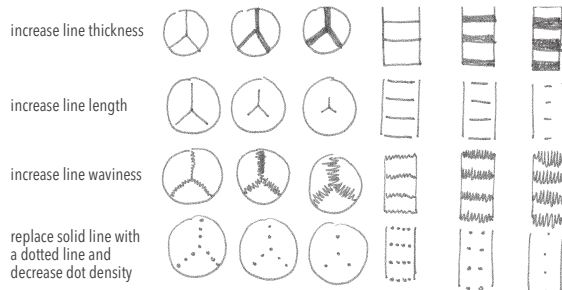 increase line thickness
increase line length
increase line waviness
replace solid line with
a dotted line and
decrease dot density